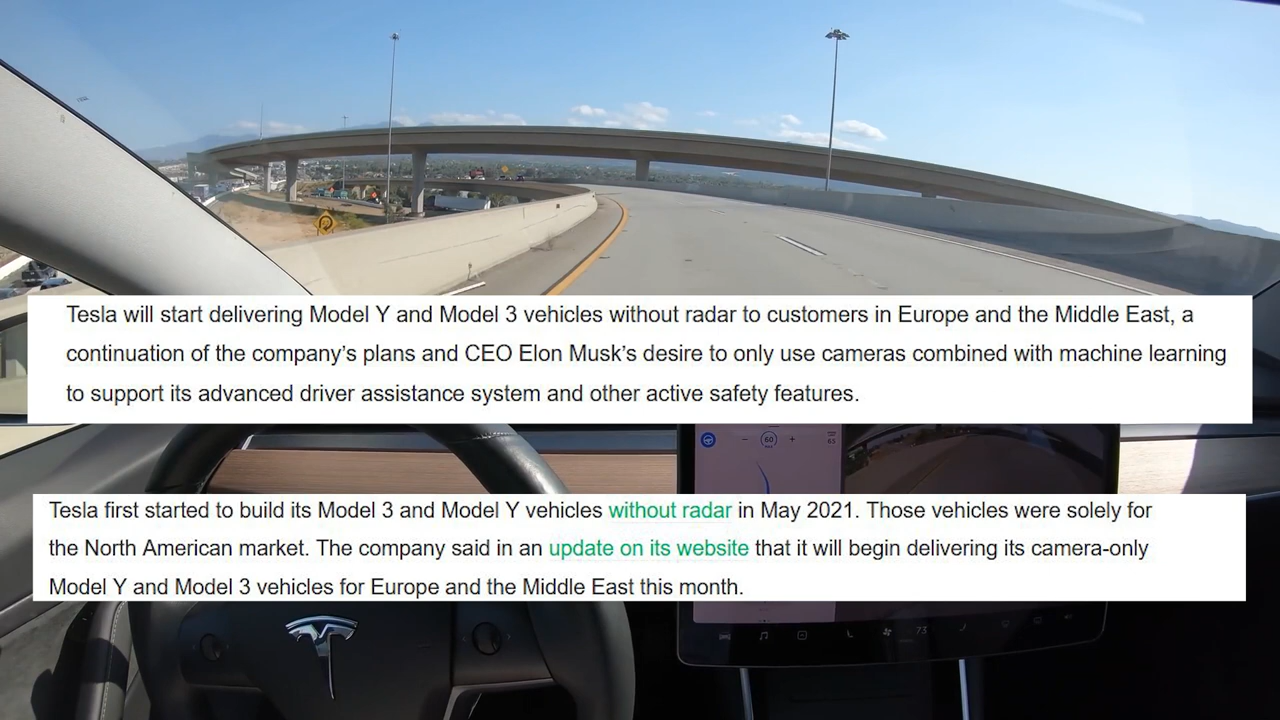 Tesla will start delivering Model Y and Model 3 vehicles without radar to customers in Europe and the Middle East, a
continuation of the company’s plans and CEO Elon Musk’s desire to only use cameras combined with machine learning
to support its advanced driver assistance system and other active safety features.
60
65
Tesla first started to build its Model 3 and Model Y vehicles without radar in May 2021. Those vehicles were solely for
the North American market. The company said in an update on its website that it will begin delivering its camera-only
Model Y and Model 3 vehicles for Europe and the Middle East this month.
73